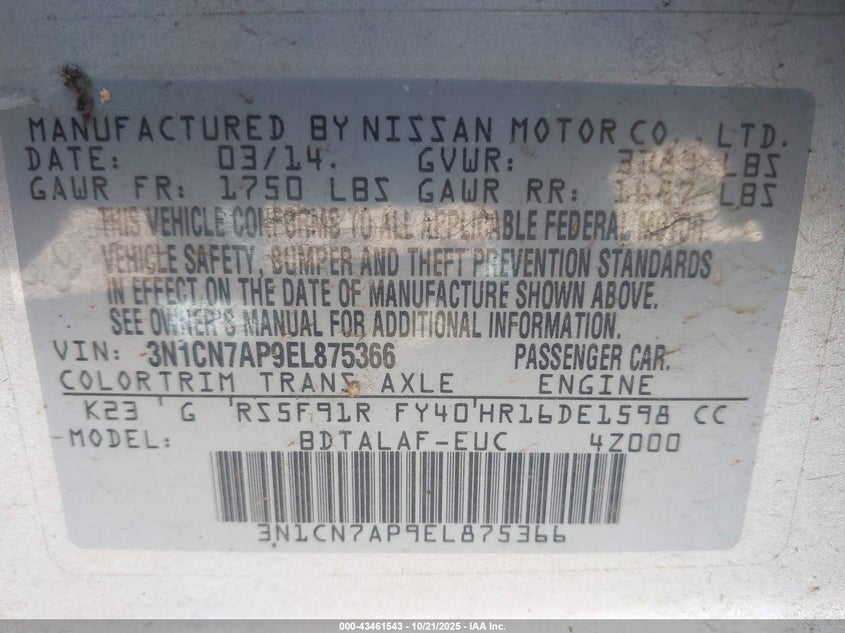 MANUFACTURED BY NISSAN MOTOR CO., LTD.
DATE: 03/14. GVWR: LBS
GAWR FR: 1750 LBS GAWR RR: LBS
THIS VEHICLE CONFORMS TO ALL APPLICABLE FEDERAL MOTOR
VEHICLE SAFETY, BUMPER AND THEFT PREVENTION STANDARDS
IN EFFECT ON THE DATE OF MANUFACTURE SHOWN ABOVE.
SEE OWNER'S MANUAL FOR ADDITIONAL INFORMATION.
VIN: 3N1CN7AP9EL875366 PASSENGER CAR.
COLORTRIM TRANS AXLE ENGINE
K23 G RS5F91R FY40 HR16DE1598 CC
MODEL: BDTALAF-EUC 4Z000
3N1CN7AP9EL875366
000-43461543 - 10/21/2025 - IAA Inc.